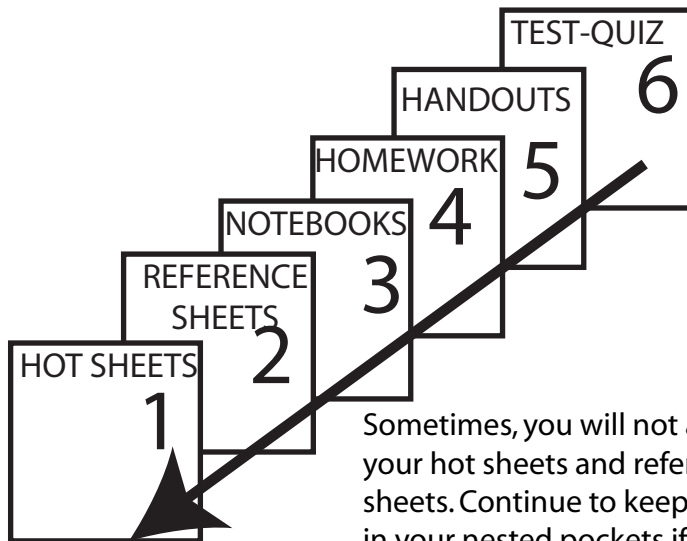 TEST-QUIZ
6
HANDOUTS
5
HOMEWORK
4
NOTEBOOKS
3
REFERENCE
SHEETS
2
HOT SHEETS
1
Sometimes, you will not
your hot sheets and
sheets. Continue to keep
in your nested pockets if